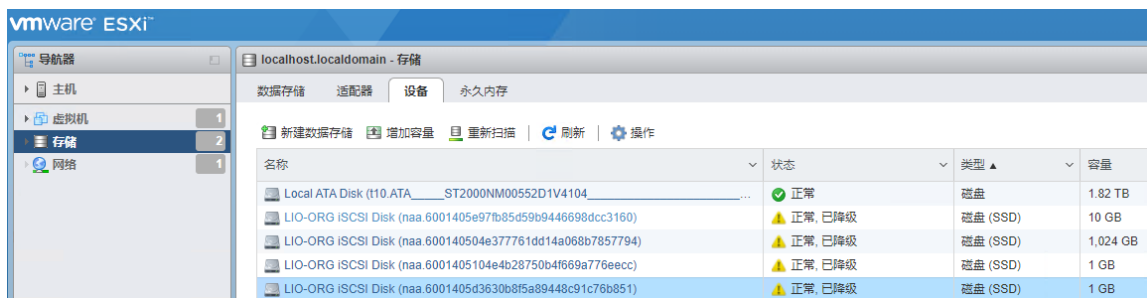 vmware ESXi™
导航器
localhost.localdomain - 存储
主机
数据存储 适配器 设备 永久内存
虚拟机 1
存储 2
网络 1
新建数据存储 增加容量 重新扫描 | 刷新 | 操作
名称 状态 类型▲ 容量
Local ATA Disk (t10.ATA_____ST2000NM00552D1V4104________________________... 正常 磁盘 1.82 TB
LIO-ORG iSCSI Disk (naa.6001405e97fb85d59b9446698dcc3160) 正常, 已降级 磁盘 (SSD) 10 GB
LIO-ORG iSCSI Disk (naa.600140504e377761dd14a068b7857794) 正常, 已降级 磁盘 (SSD) 1,024 GB
LIO-ORG iSCSI Disk (naa.6001405104e4b28750b4f669a776eecc) 正常, 已降级 磁盘 (SSD) 1 GB
LIO-ORG iSCSI Disk (naa.6001405d3630b8f5a89448c91c76b851) 正常, 已降级 磁盘 (SSD) 1 GB